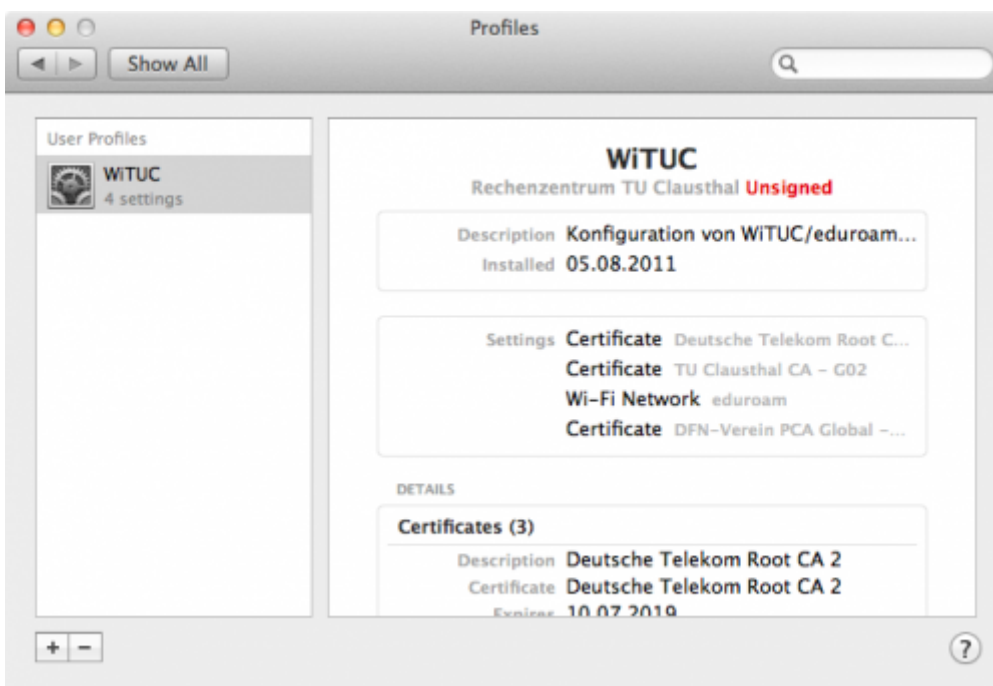 Profiles
Show All
User Profiles
WiTUC
4 settings
WiTUC
Rechenzentrum TU Clausthal Unsigned
Description Konfiguration von WiTUC/eduroam...
Installed 05.08.2011
Settings Certificate Deutsche Telekom Root C...
Certificate TU Clausthal CA – G02
Wi-Fi Network eduroam
Certificate DFN-Verein PCA Global –...
DETAILS
Certificates (3)
Description Deutsche Telekom Root CA 2
Certificate Deutsche Telekom Root CA 2
Expires 10.07.2019
+ − ?